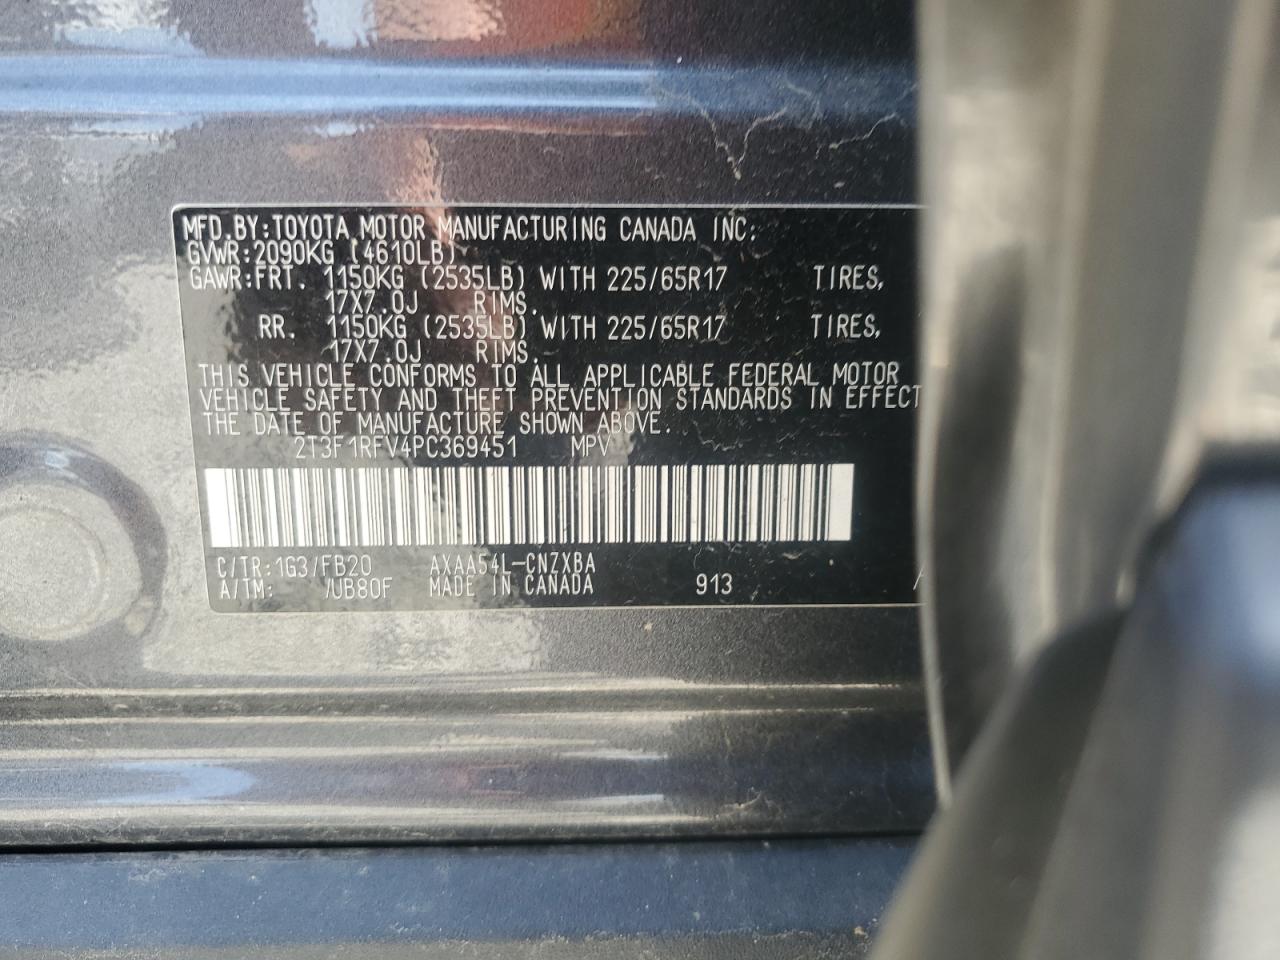 MFD.BY:TOYOTA MOTOR MANUFACTURING CANADA INC:
GVWR:2090KG (4610LB)
GAWR:FRT. 1150KG (2535LB) WITH 225/65R17 TIRES,
17X7.0J RIMS.
RR. 1150KG (2535LB) WITH 225/65R17 TIRES,
17X7.0J RIMS.
THIS VEHICLE CONFORMS TO ALL APPLICABLE FEDERAL MOTOR
VEHICLE SAFETY AND THEFT PREVENTION STANDARDS IN EFFECT
THE DATE OF MANUFACTURE SHOWN ABOVE.
2T3F1RFV4PC369451 MPV
C/TR:1G3/FB20 AXAA54L-CNZXBA
A/TM: /UB80F MADE IN CANADA 913